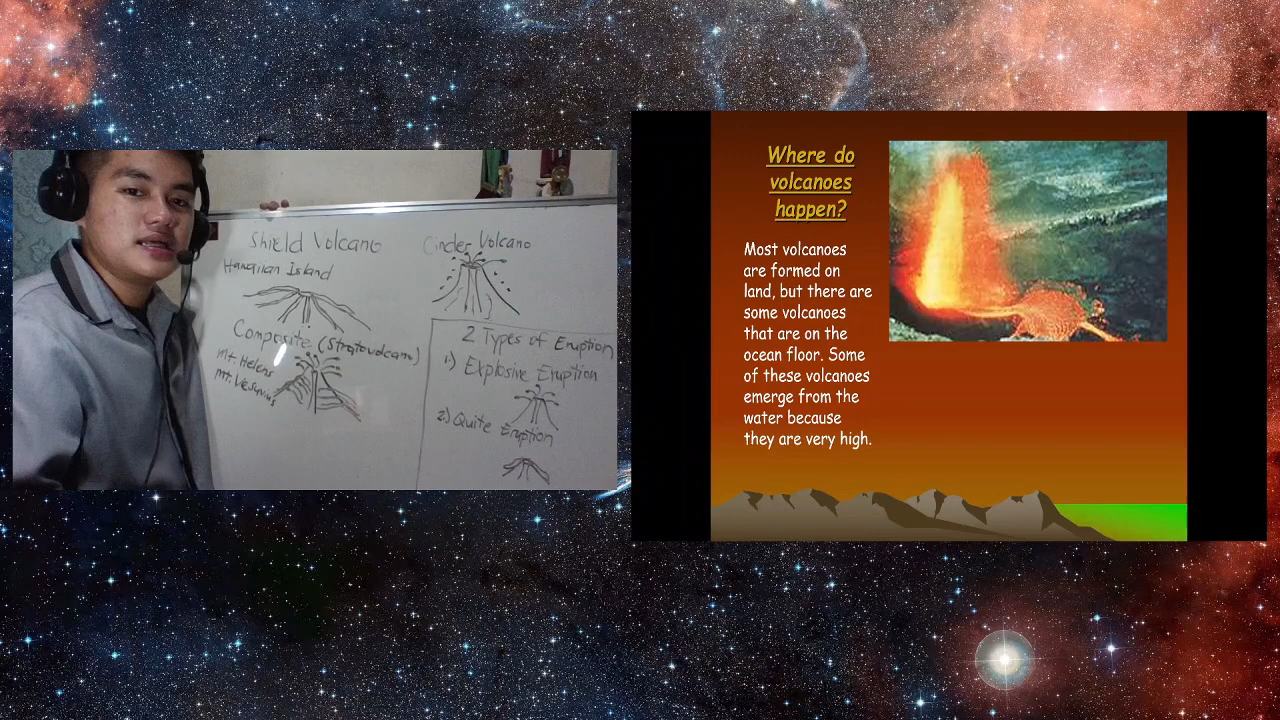 Shield Volcano
Hawaiian Island
Composite (Stratovolcano)
Mt. Helens
Mt. Vesuvius
Cinder Volcano
2 Types of Eruption
1) Explosive Eruption
2) Quite Eruption
Where do
volcanoes
happen?
Most volcanoes
are formed on
land, but there are
some volcanoes
that are on the
ocean floor. Some
of these volcanoes
emerge from the
water because
they are very high.